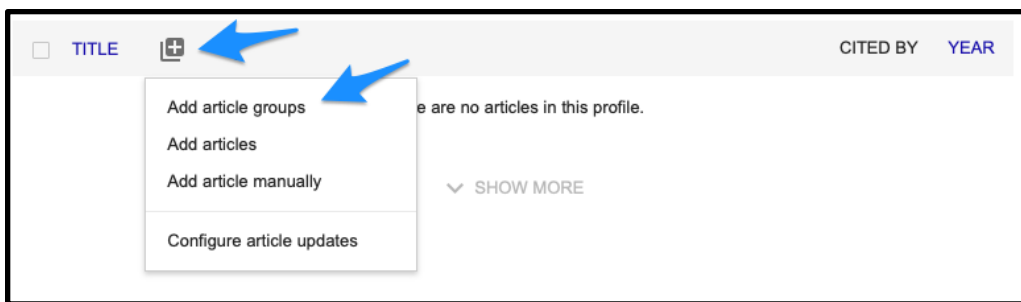 TITLE CITED BY YEAR
Add article groups e are no articles in this profile.
Add articles
Add article manually SHOW MORE
Configure article updates